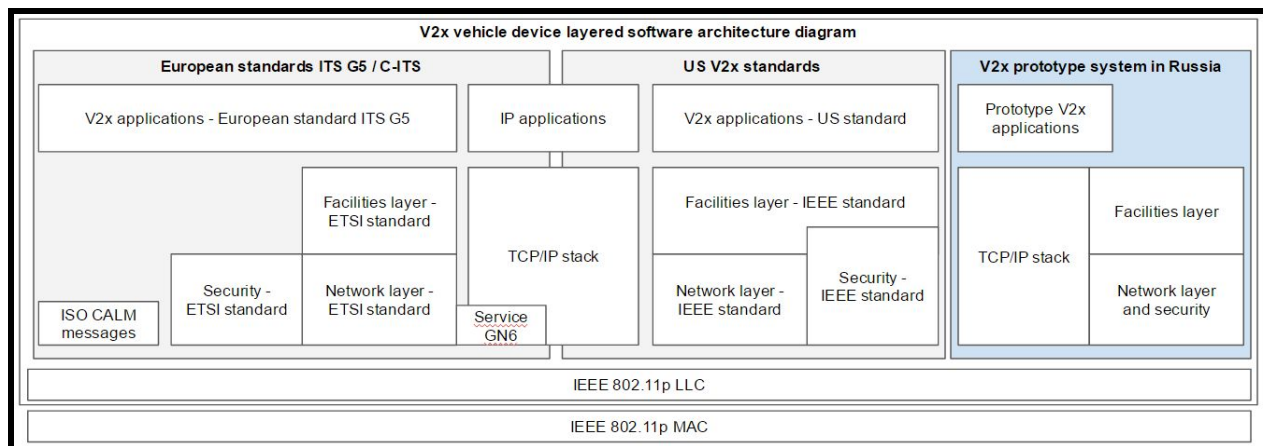 V2x vehicle device layered software architecture diagram
European standards ITS G5 / C-ITS
US V2x standards
V2x prototype system in Russia
V2x applications - European standard ITS G5
IP applications
V2x applications - US standard
Prototype V2x
applications
Facilities layer -
ETSI standard
Facilities layer - IEEE standard
Facilities layer
TCP/IP stack
TCP/IP stack
Security -
ETSI standard
Network layer -
ETSI standard
Network layer -
IEEE standard
Security -
IEEE standard
Network layer
and security
ISO CALM
messages
Service
GN6
IEEE 802.11p LLC
IEEE 802.11p MAC